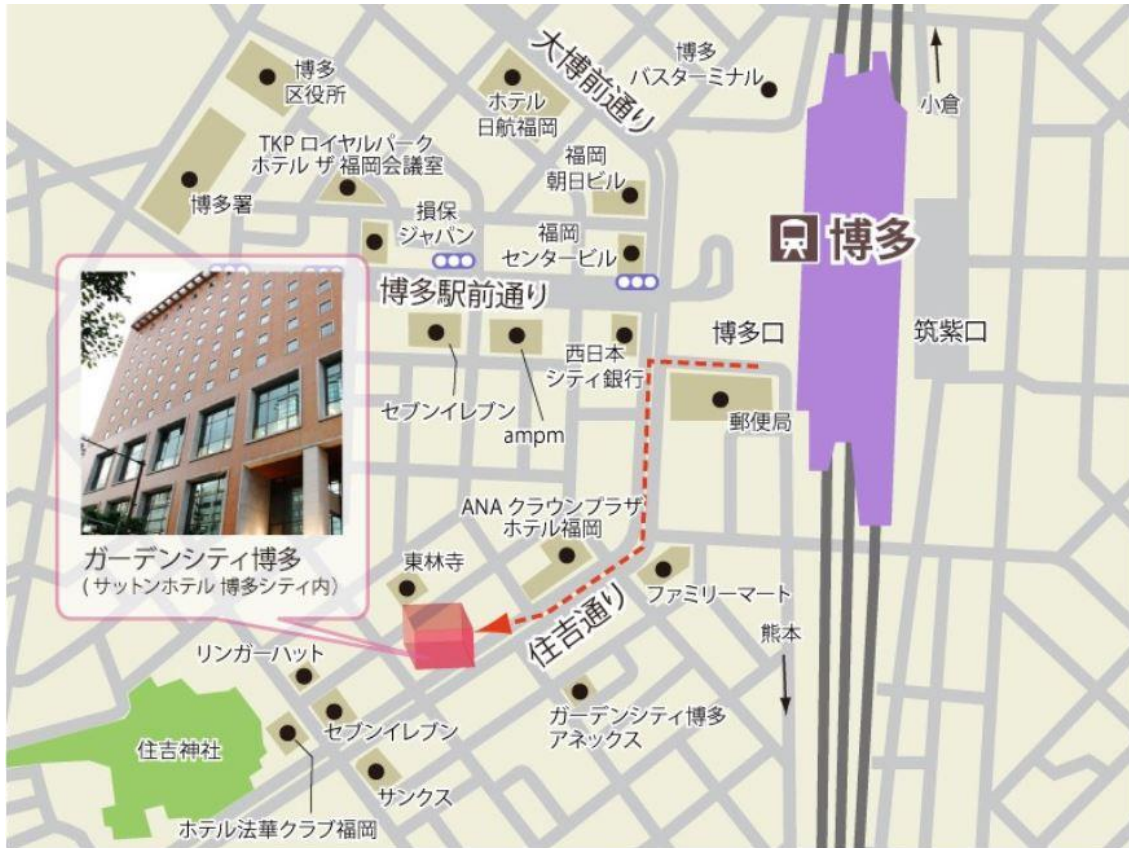 大博前通り
博多
バスターミナル
小倉
博多
区役所
ホテル
日航福岡
TKP ロイヤルパーク
ホテル ザ 福岡会議室
福岡
朝日ビル
博多署
損保
ジャパン
福岡
センタービル
博多
博多駅前通り
博多口
筑紫口
西日本
シティ銀行
セブンイレブン
ampm
郵便局
ANA クラウンプラザ
ホテル福岡
ガーデンシティ博多
(サットンホテル 博多シティ内)
東林寺
ファミリーマート
住吉通り
熊本
リンガーハット
セブンイレブン
ガーデンシティ博多
アネックス
住吉神社
サンクス
ホテル法華クラブ福岡